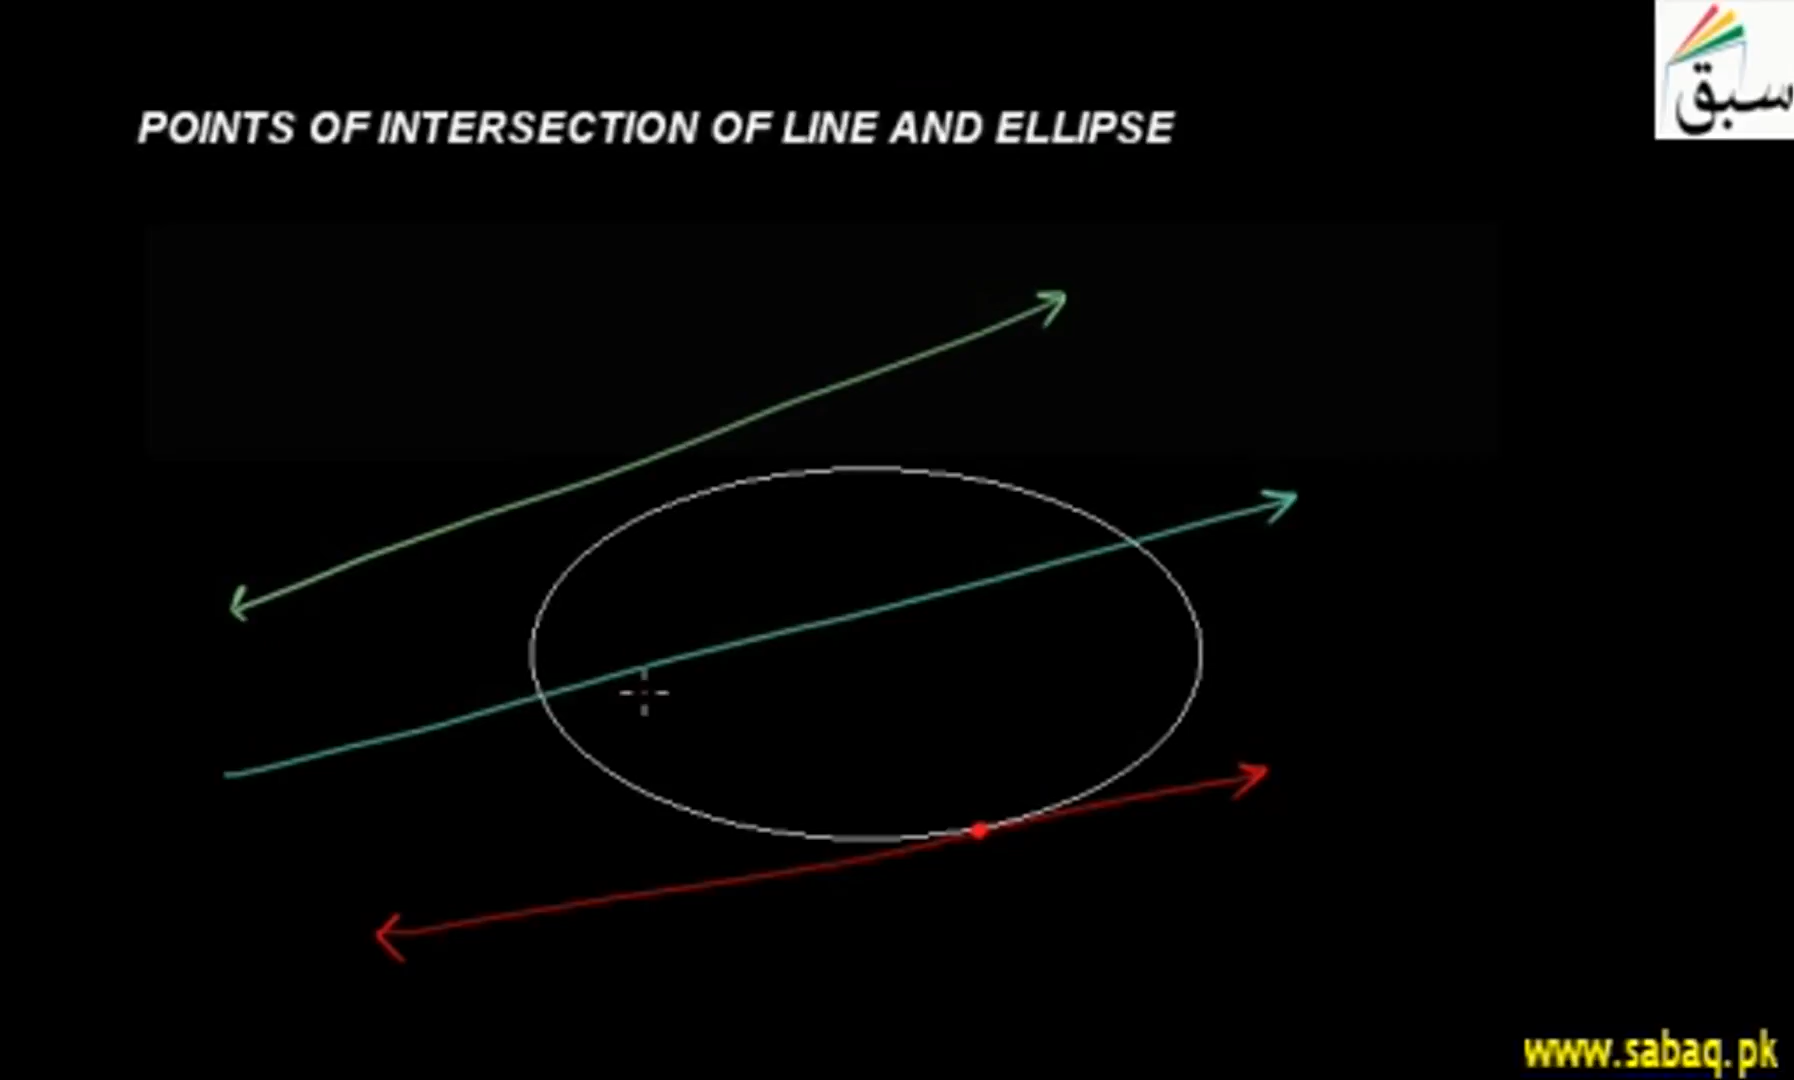 POINTS OF INTERSECTION OF LINE AND ELLIPSE
سبق
www.sabaq.pk